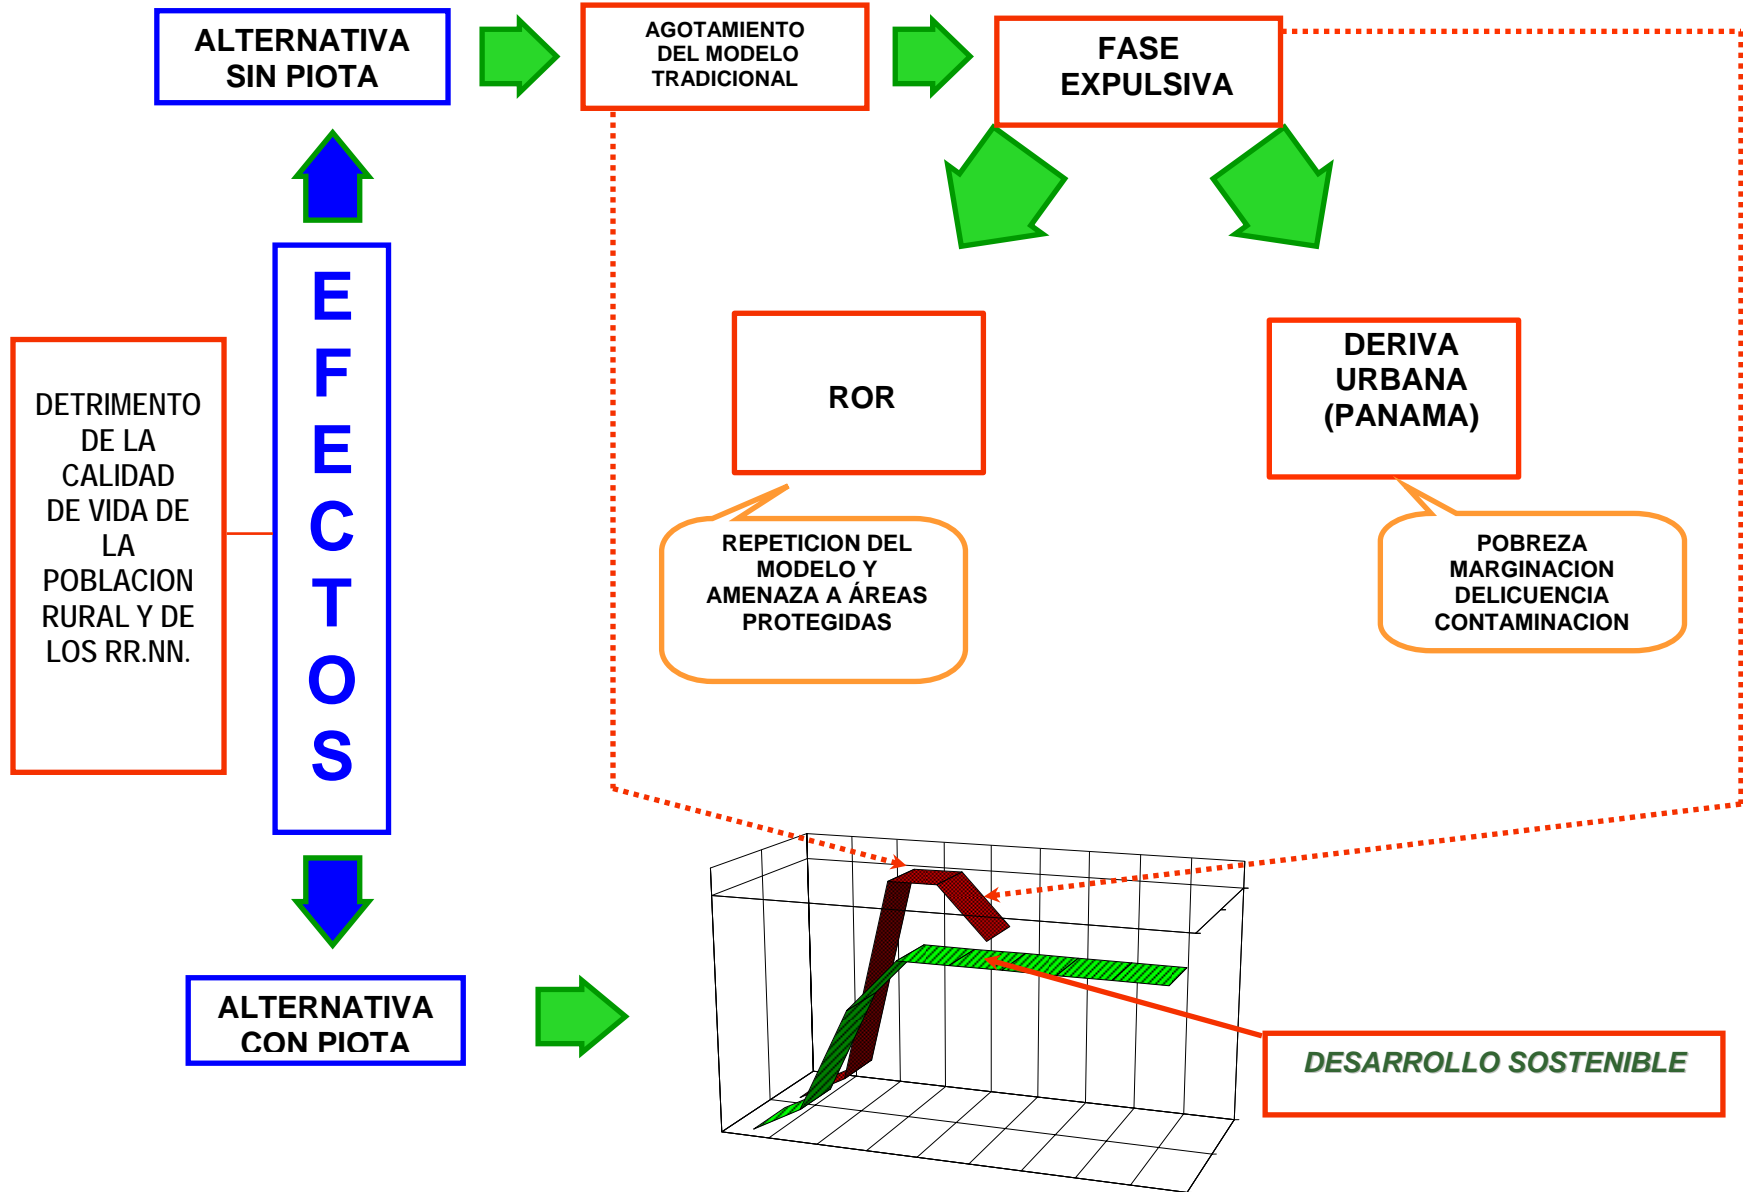 ALTERNATIVA
SIN PIOTA
AGOTAMIENTO
DEL MODELO
TRADICIONAL
FASE
EXPULSIVA
E
F
E
C
T
O
S
DETRIMENTO
DE LA
CALIDAD
DE VIDA DE
LA
POBLACION
RURAL Y DE
LOS RR.NN.
ROR
DERIVA
URBANA
(PANAMA)
REPETICION DEL
MODELO Y
AMENAZA A ÁREAS
PROTEGIDAS
POBREZA
MARGINACION
DELICUENCIA
CONTAMINACION
ALTERNATIVA
CON PIOTA
DESARROLLO SOSTENIBLE